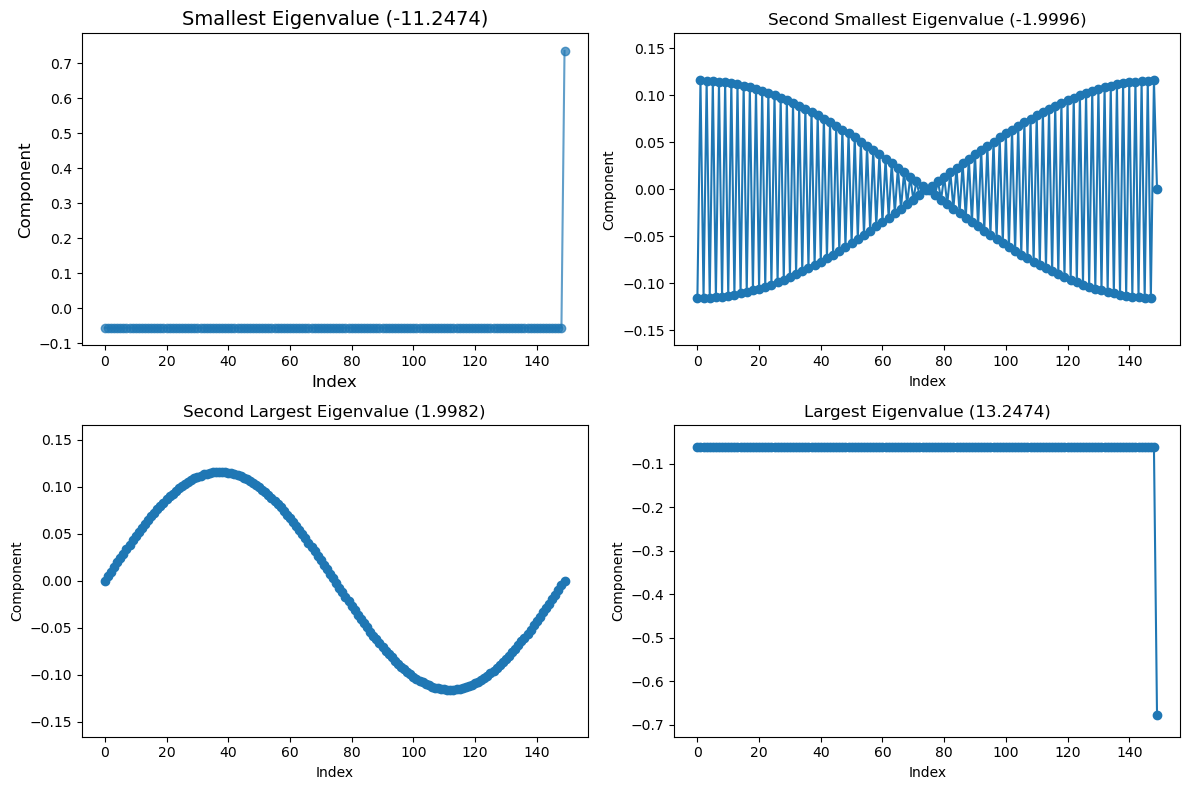 Smallest Eigenvalue (-11.2474)
Component
0.7
0.6
0.5
0.4
0.3
0.2
0.1
0.0
−0.1
0 20 40 60 80 100 120 140
Index
Second Smallest Eigenvalue (-1.9996)
Component
0.15
0.10
0.05
0.00
−0.05
−0.10
−0.15
0 20 40 60 80 100 120 140
Index
Second Largest Eigenvalue (1.9982)
Component
0.15
0.10
0.05
0.00
−0.05
−0.10
−0.15
0 20 40 60 80 100 120 140
Index
Largest Eigenvalue (13.2474)
Component
−0.1
−0.2
−0.3
−0.4
−0.5
−0.6
−0.7
0 20 40 60 80 100 120 140
Index